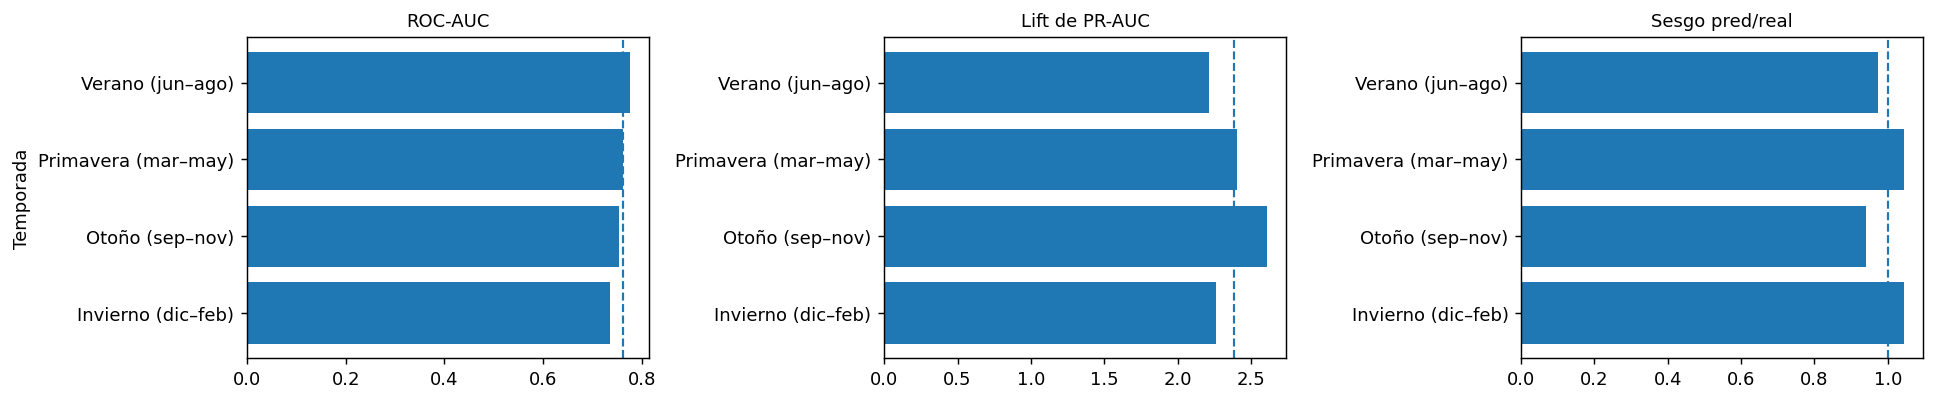 ROC-AUC
Temporada
Verano (jun–ago)
Primavera (mar–may)
Otoño (sep–nov)
Invierno (dic–feb)
0.0 0.2 0.4 0.6 0.8
Lift de PR-AUC
Verano (jun–ago)
Primavera (mar–may)
Otoño (sep–nov)
Invierno (dic–feb)
0.0 0.5 1.0 1.5 2.0 2.5
Sesgo pred/real
Verano (jun–ago)
Primavera (mar–may)
Otoño (sep–nov)
Invierno (dic–feb)
0.0 0.2 0.4 0.6 0.8 1.0